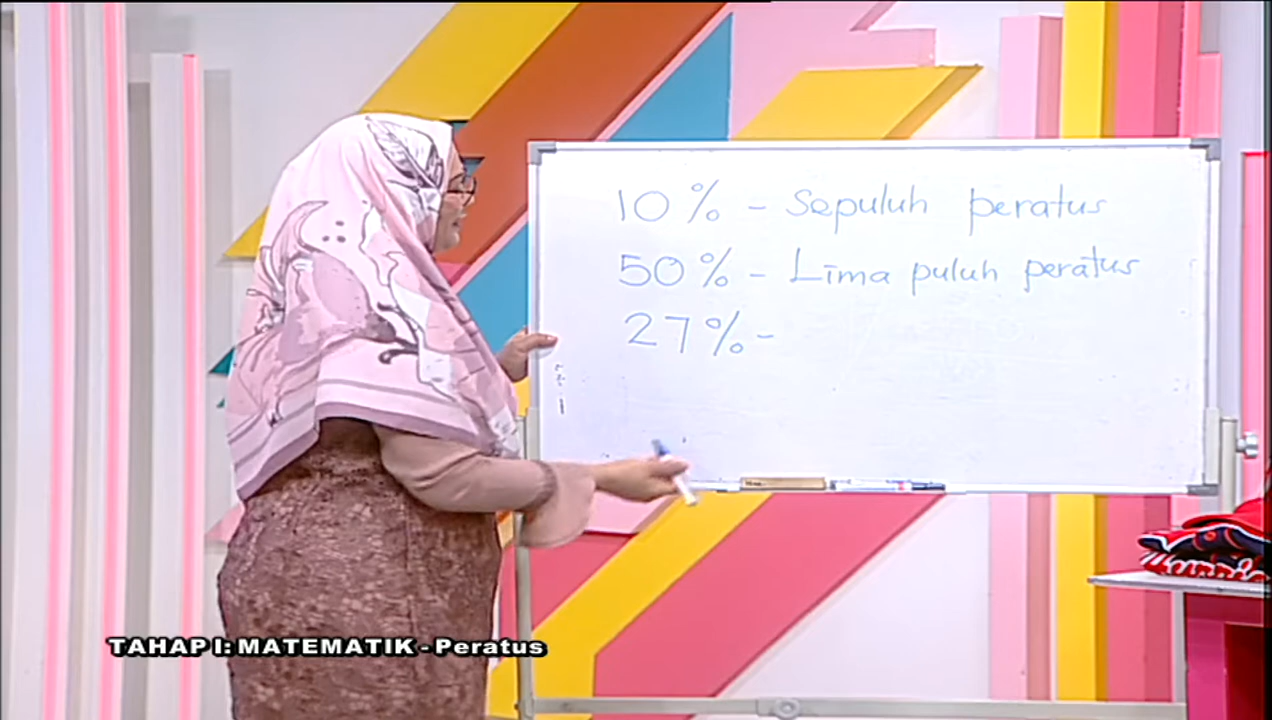 10% - Sepuluh peratus
50% - Lima puluh peratus
27% -
TAHAP I: MATEMATIK - Peratus